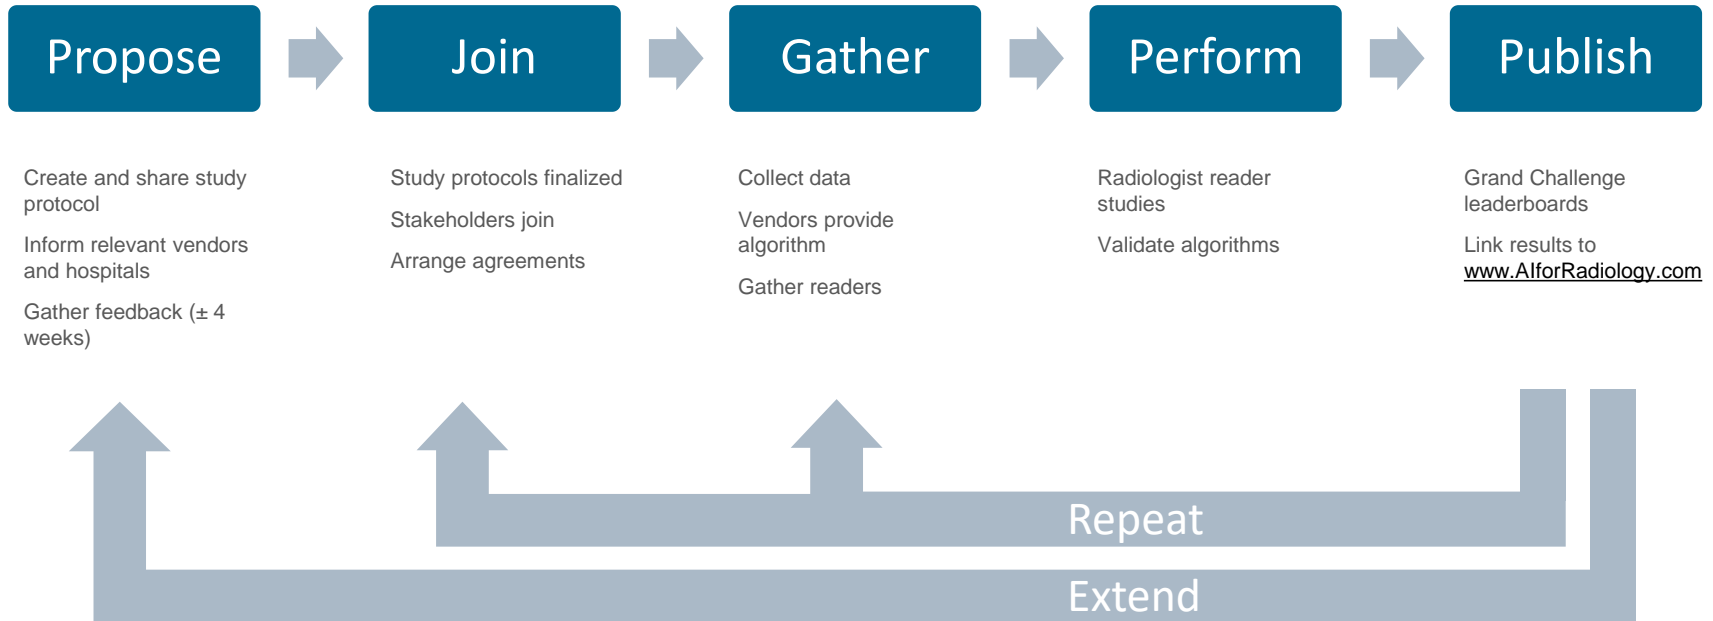 Propose
Join
Gather
Perform
Publish
Create and share study
protocol
Inform relevant vendors
and hospitals
Gather feedback (± 4
weeks)
Study protocols finalized
Stakeholders join
Arrange agreements
Collect data
Vendors provide
algorithm
Gather readers
Radiologist reader
studies
Validate algorithms
Grand Challenge
leaderboards
Link results to
www.AIforRadiology.com
Repeat
Extend